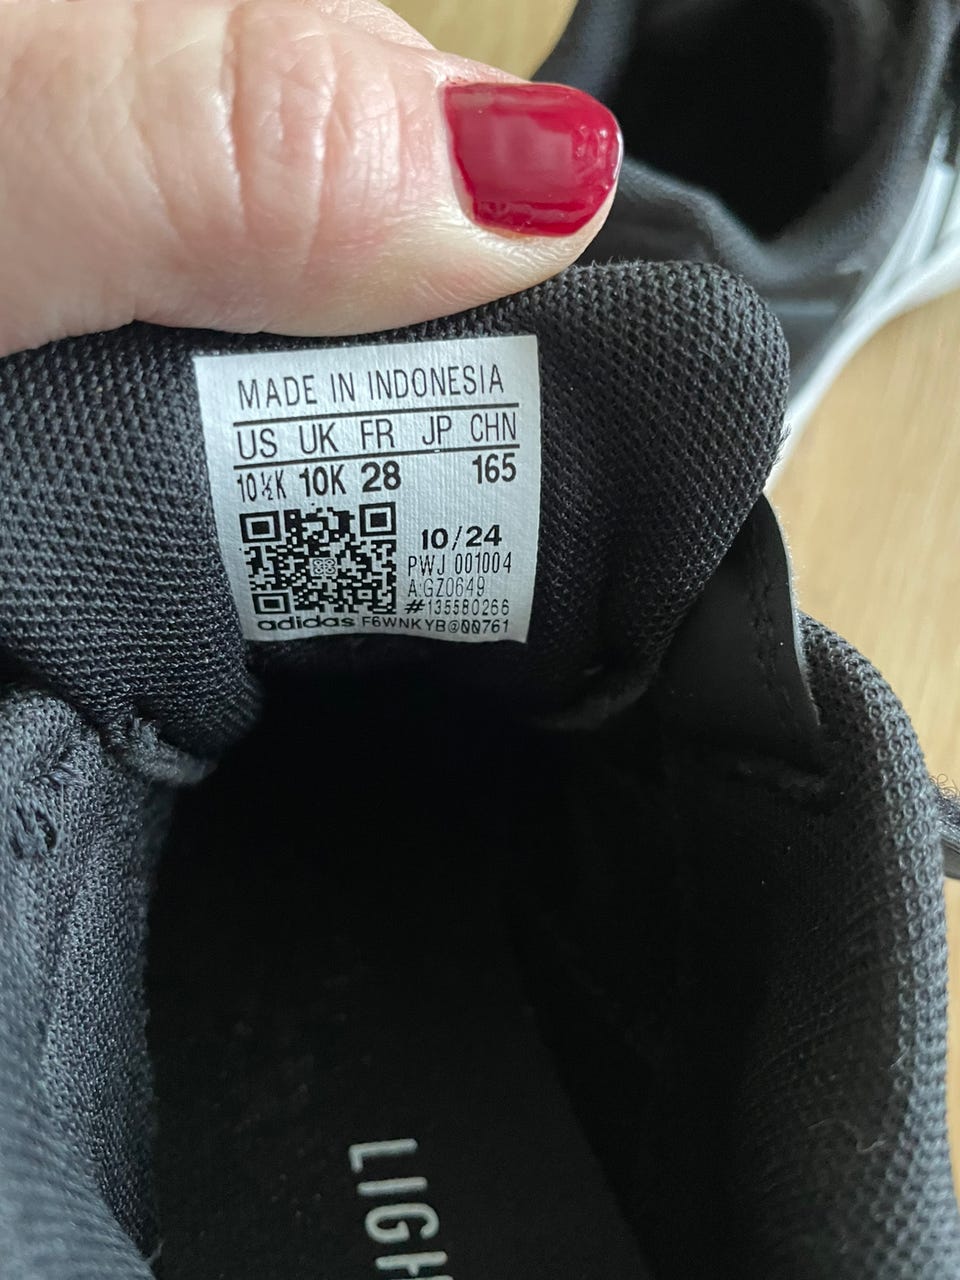 MADE IN INDONESIA
US UK FR JP CHN
10½K 10K 28 165
10/24
PWJ 001004
A:GZ0649
#135580266
adidas F6WNKYB@00761
LIGH